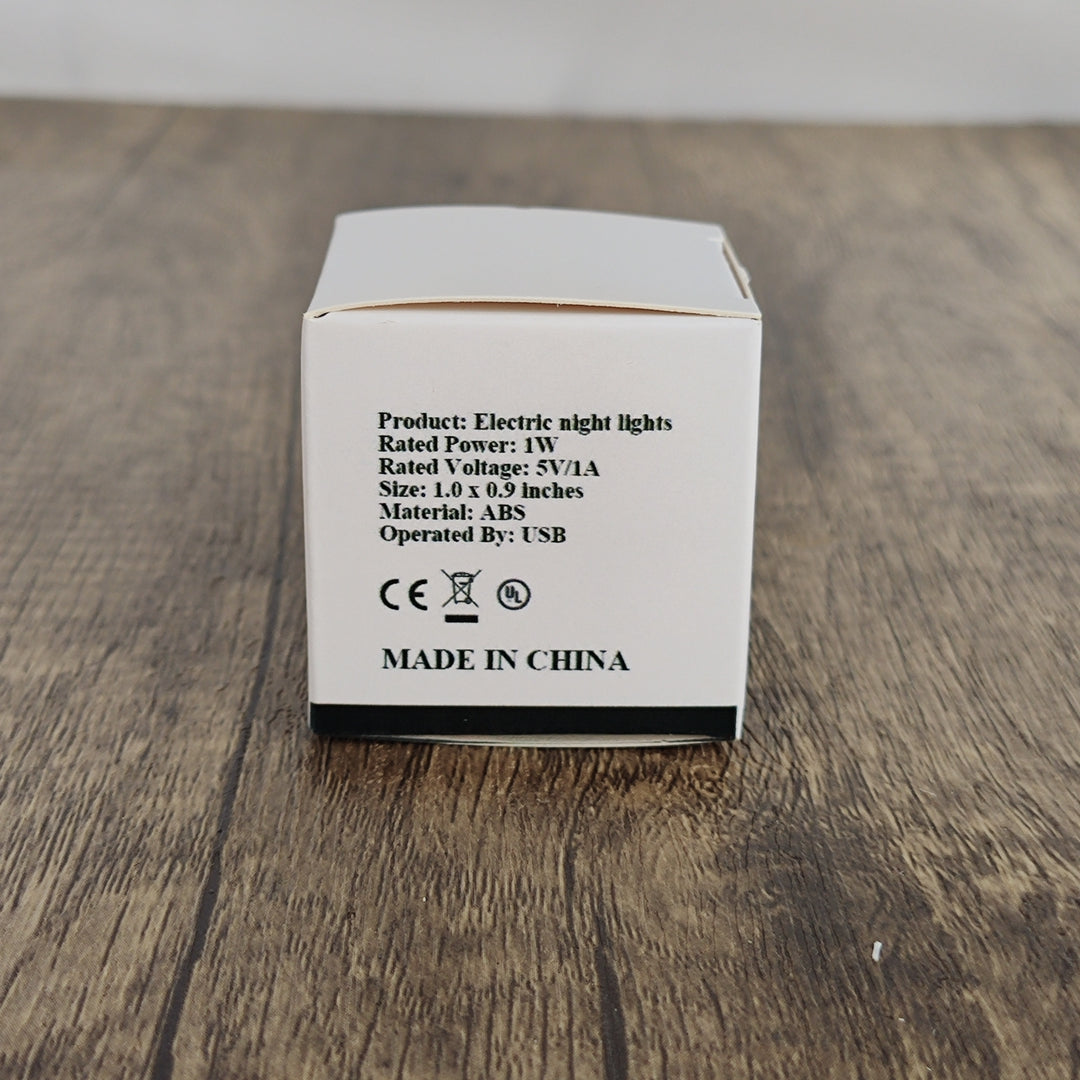 Product: Electric night lights
Rated Power: 1W
Rated Voltage: 5V/1A
Size: 1.0 x 0.9 inches
Material: ABS
Operated By: USB
CE UL
MADE IN CHINA